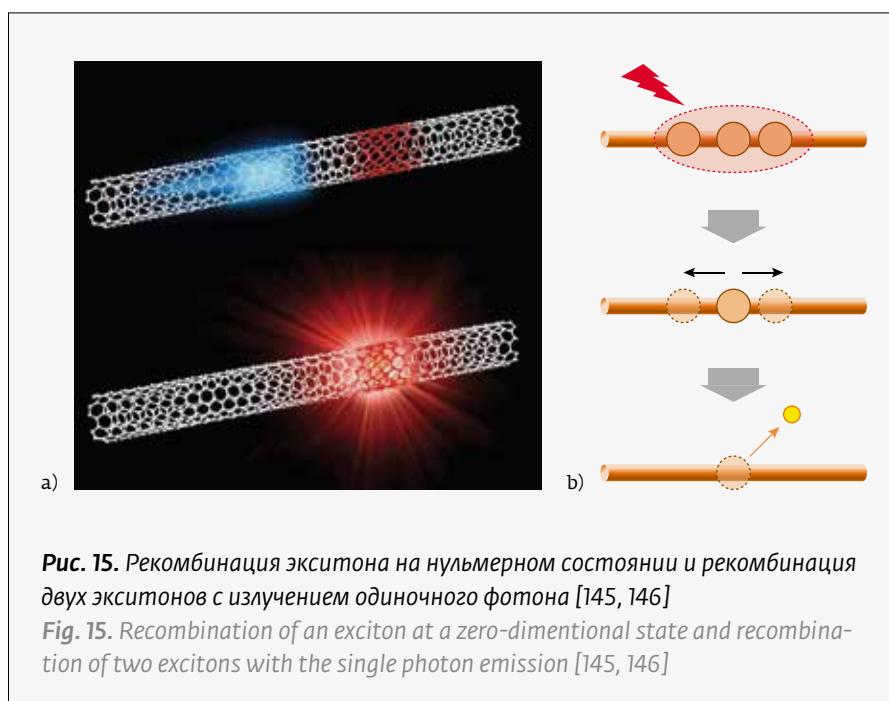 a)
b)
Рис. 15. Рекомбинация экситона на нульмерном состоянии и рекомбинация
двух экситонов с излучением одиночного фотона [145, 146]
Fig. 15. Recombination of an exciton at a zero-dimentional state and recombina-
tion of two excitons with the single photon emission [145, 146]